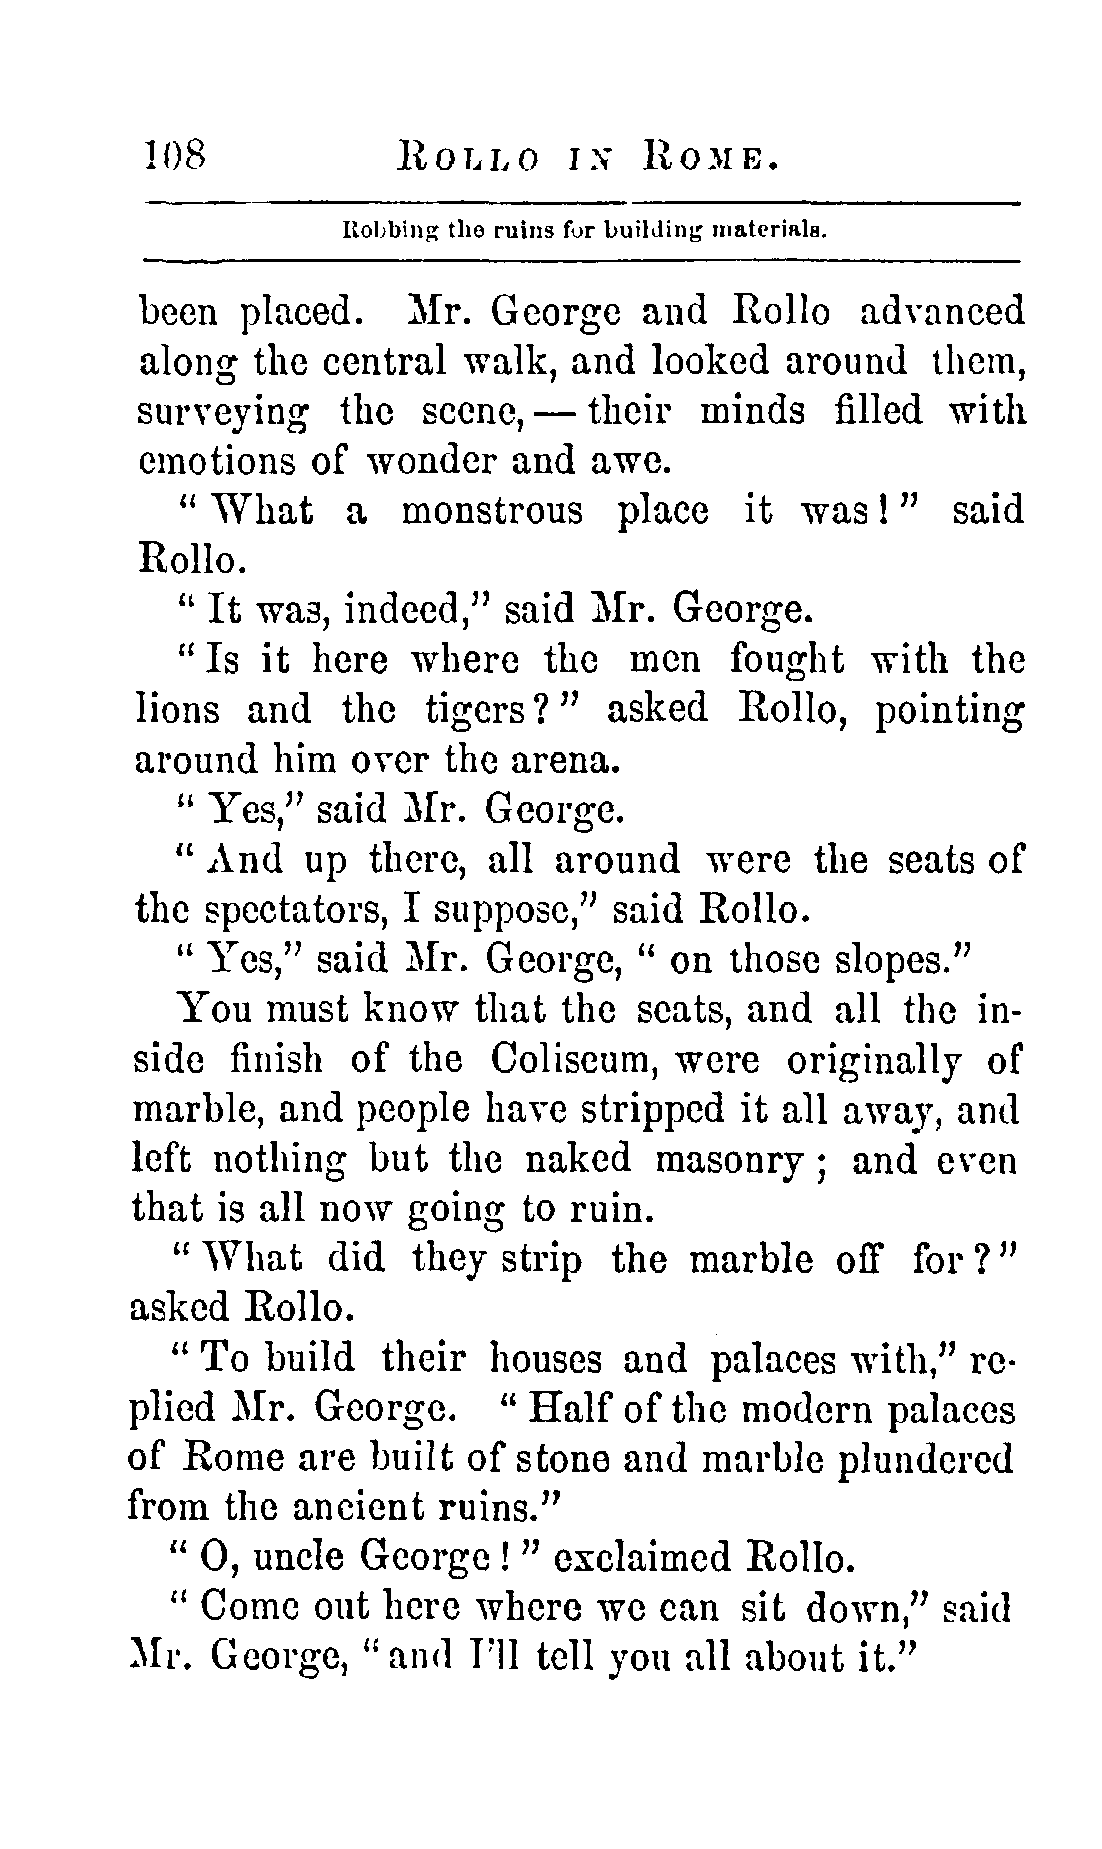 108 ROLLO IN ROME.
Robbing the ruins for building materials.
been placed. Mr. George and Rollo advanced
along the central walk, and looked around them,
surveying the scene, — their minds filled with
emotions of wonder and awe.
“ What a monstrous place it was! ” said
Rollo.
“ It was, indeed,” said Mr. George.
“ Is it here where the men fought with the
lions and the tigers? ” asked Rollo, pointing
around him over the arena.
“ Yes,” said Mr. George.
“ And up there, all around were the seats of
the spectators, I suppose,” said Rollo.
“ Yes,” said Mr. George, “ on those slopes.”
You must know that the seats, and all the in-
side finish of the Coliseum, were originally of
marble, and people have stripped it all away, and
left nothing but the naked masonry ; and even
that is all now going to ruin.
“ What did they strip the marble off for ? ”
asked Rollo.
“ To build their houses and palaces with,” re-
plied Mr. George. “ Half of the modern palaces
of Rome are built of stone and marble plundered
from the ancient ruins.”
“ O, uncle George ! ” exclaimed Rollo.
“ Come out here where we can sit down,” said
Mr. George, “ and I’ll tell you all about it.”